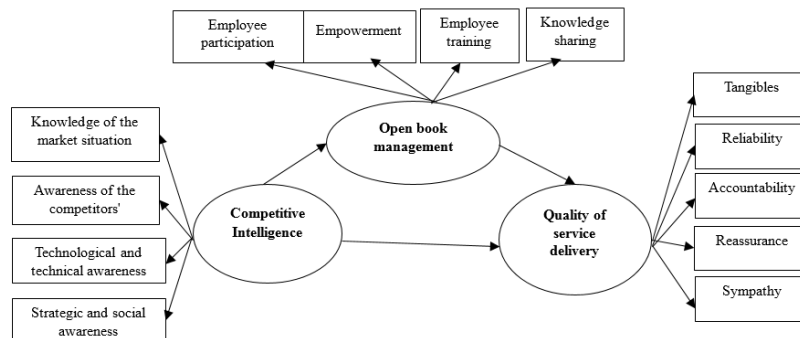 Employee
participation
Empowerment
Employee
training
Knowledge
sharing
Knowledge of the
market situation
Awareness of the
competitors'
Technological and
technical awareness
Strategic and social
awareness
Open book
management
Competitive
Intelligence
Quality of
service
delivery
Tangibles
Reliability
Accountability
Reassurance
Sympathy